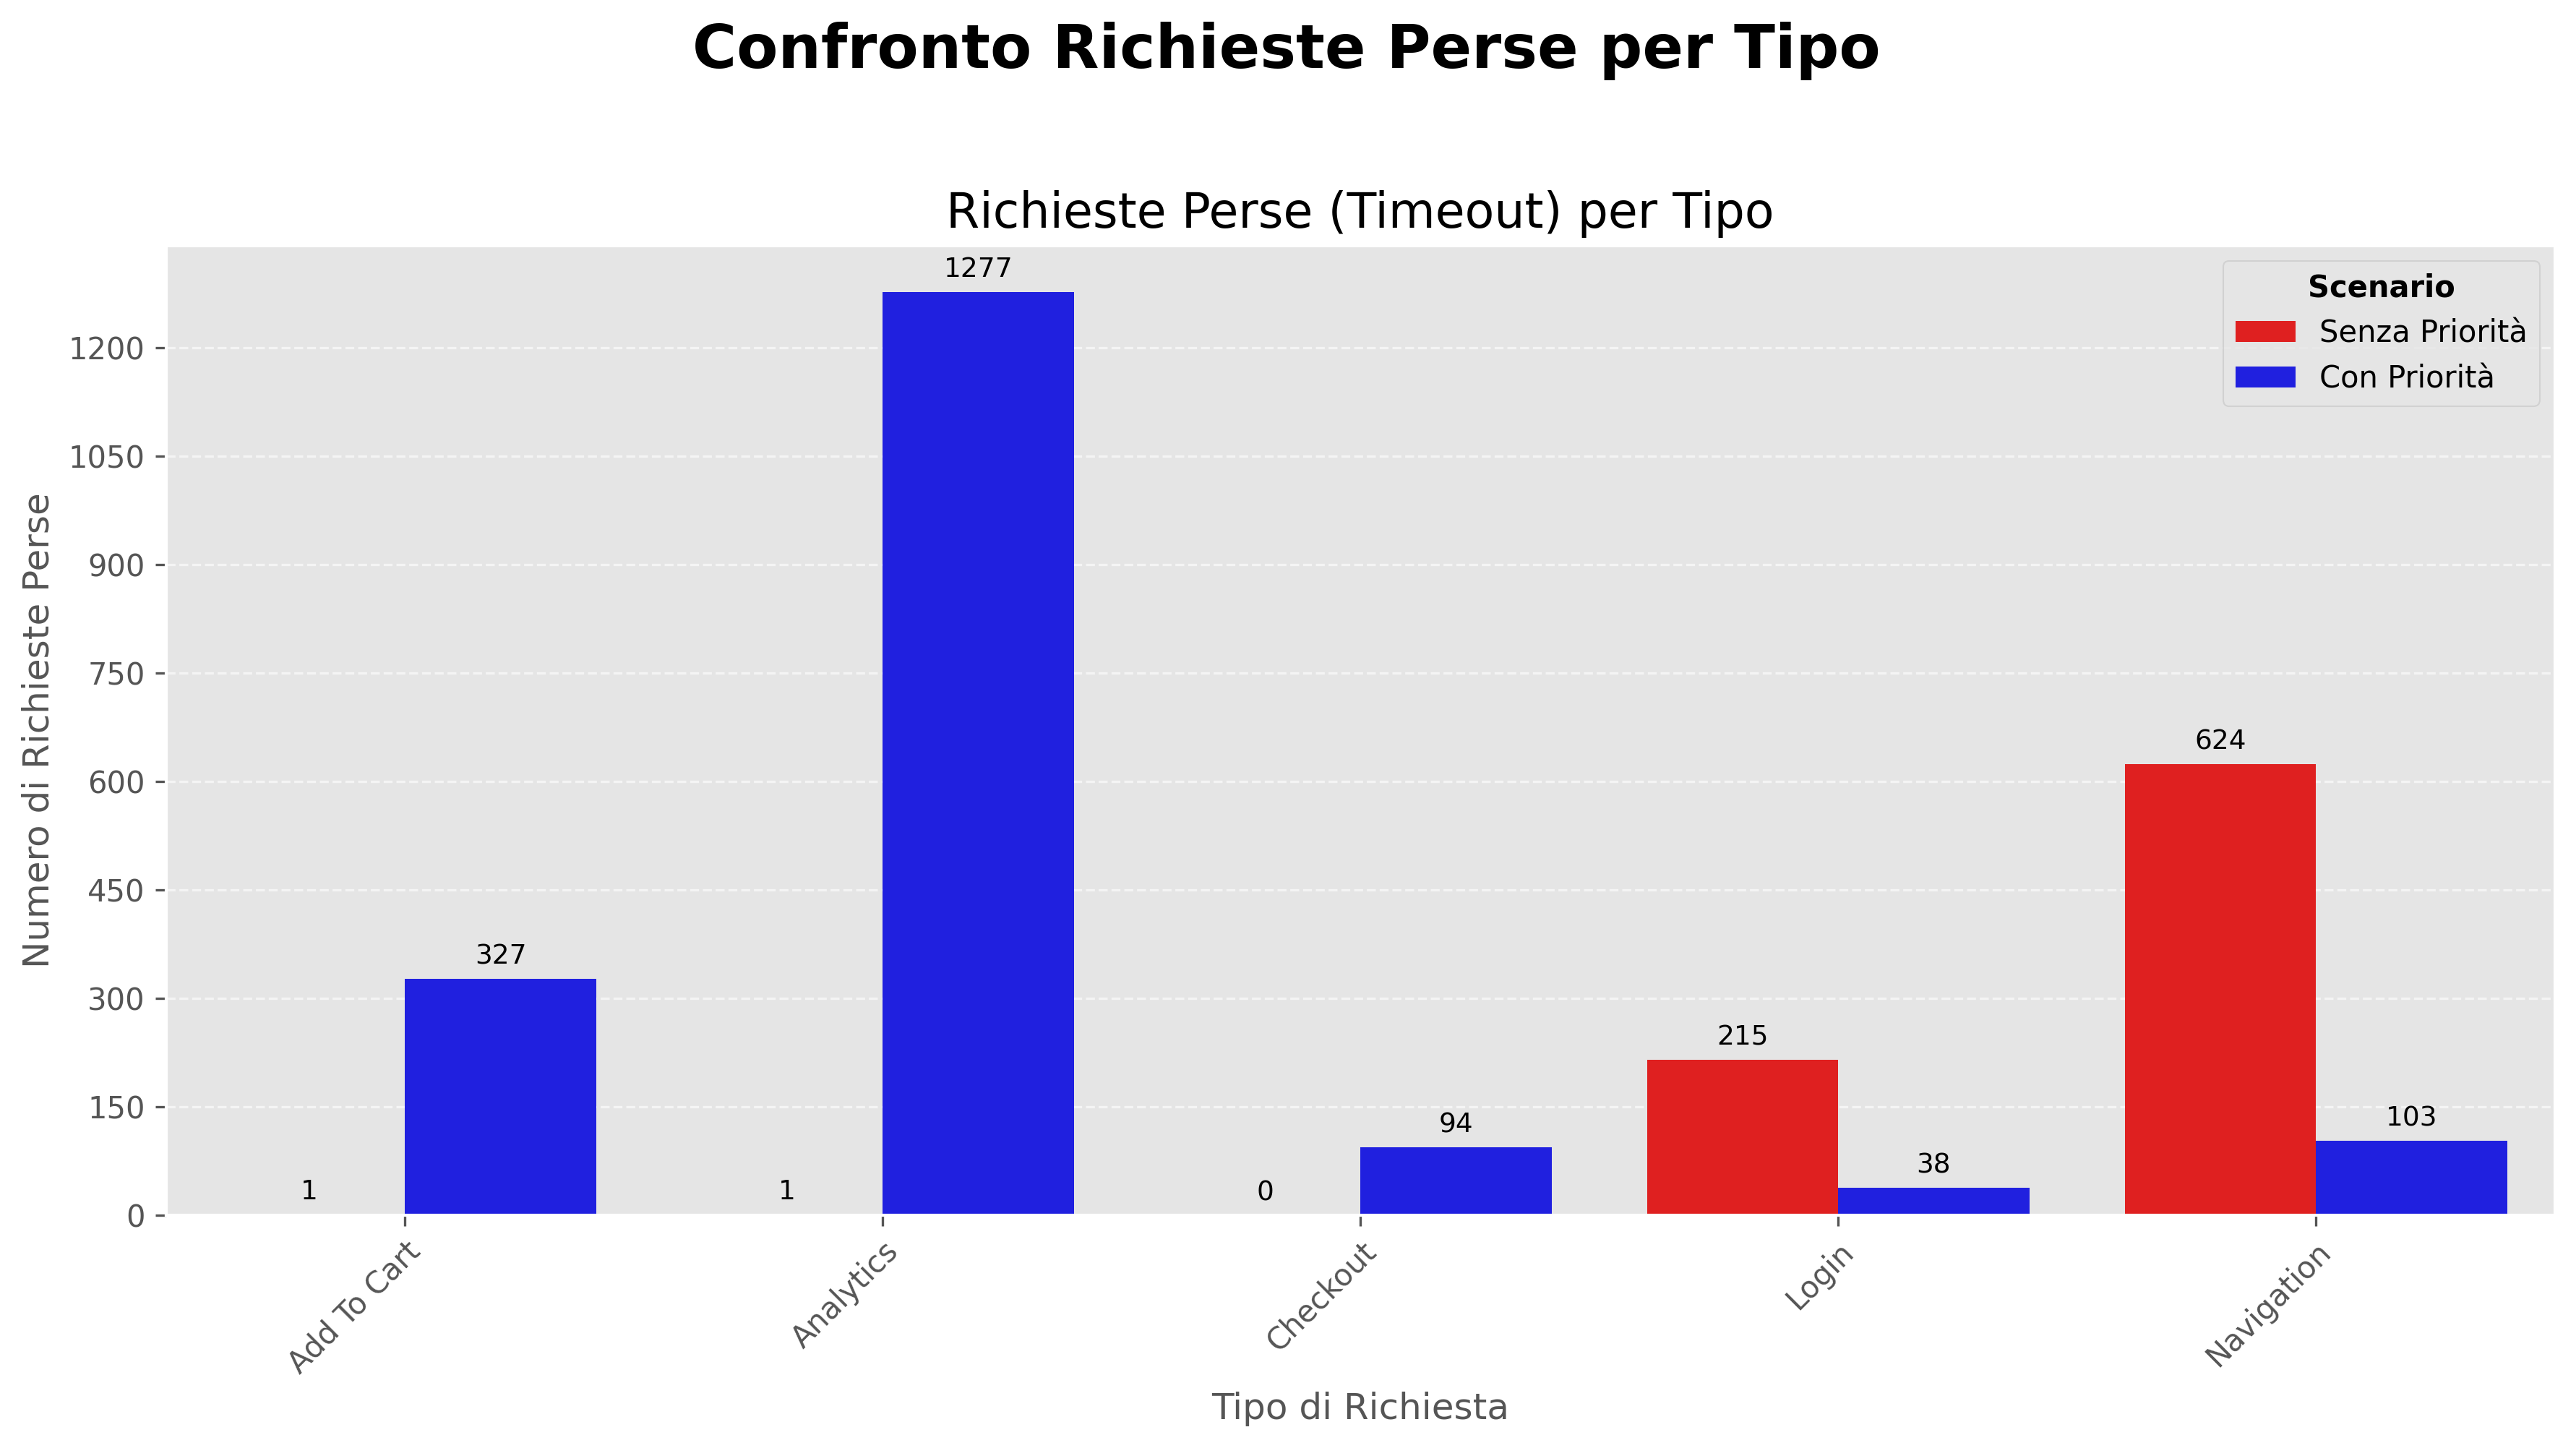 Confronto Richieste Perse per Tipo
Richieste Perse (Timeout) per Tipo
Numero di Richieste Perse
1200
1050
900
750
600
450
300
150
0
1
327
1
1277
0
94
215
38
624
103
Scenario
Senza Priorità
Con Priorità
Add To Cart
Analytics
Checkout
Login
Navigation
Tipo di Richiesta